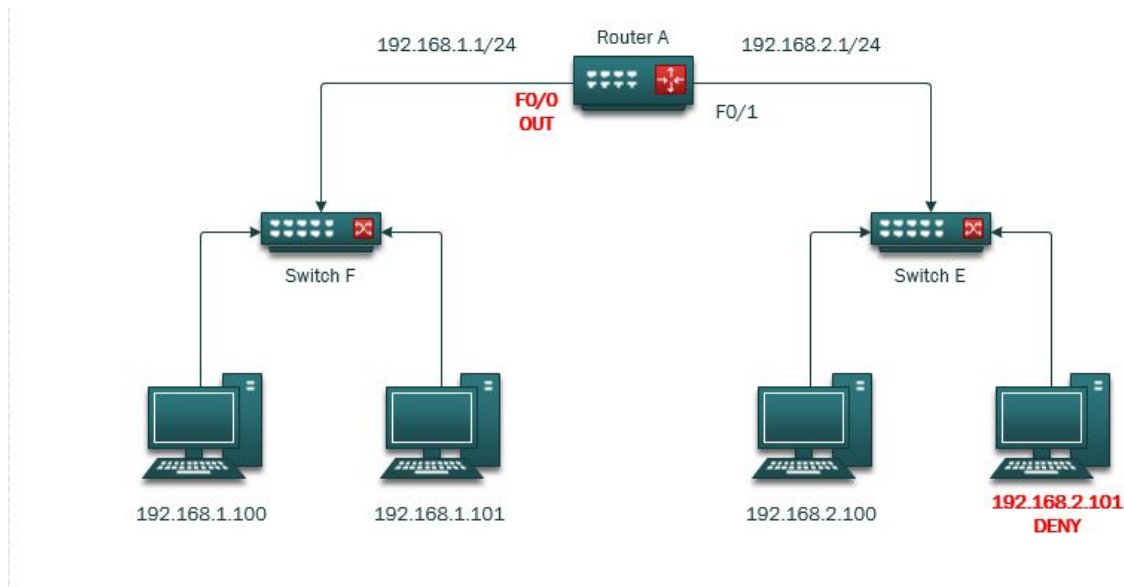 192.168.1.1/24
Router A
192.168.2.1/24
F0/0
OUT
F0/1
Switch F
Switch E
192.168.1.100
192.168.1.101
192.168.2.100
192.168.2.101
DENY